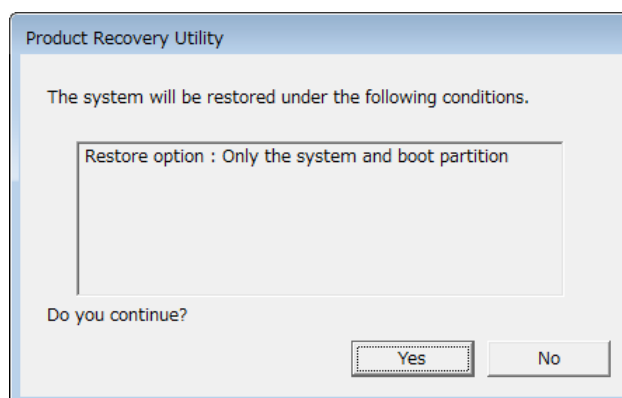 Product Recovery Utility
The system will be restored under the following conditions.
Restore option : Only the system and boot partition
Do you continue?
Yes
No